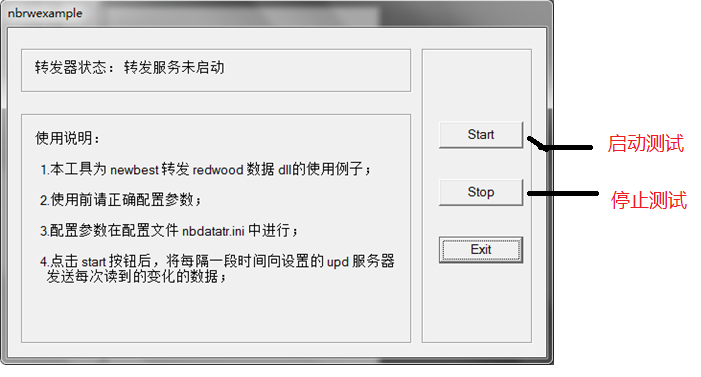 nbrwexample
转发器状态：转发服务未启动
使用说明：
1.本工具为 newbest 转发 redwood 数据 dll的使用例子；
2.使用前请正确配置参数；
3.配置参数在配置文件 nbdatatr.ini 中进行；
4.点击 start 按钮后，将每隔一段时间向设置的 upd 服务器
发送每次读到的变化的数据；
Start
启动测试
Stop
停止测试
Exit